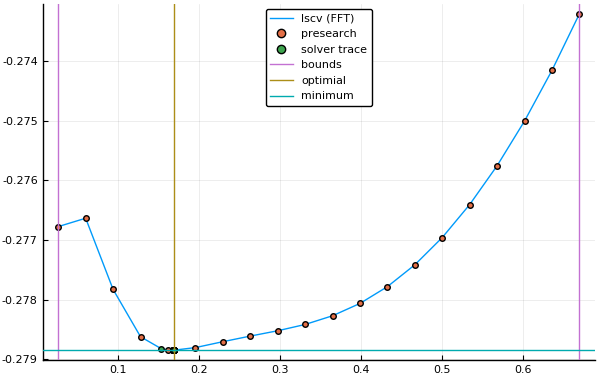 lscv (FFT)
presearch
solver trace
bounds
optimial
minimum
-0.274
-0.275
-0.276
-0.277
-0.278
-0.279
0.1 0.2 0.3 0.4 0.5 0.6